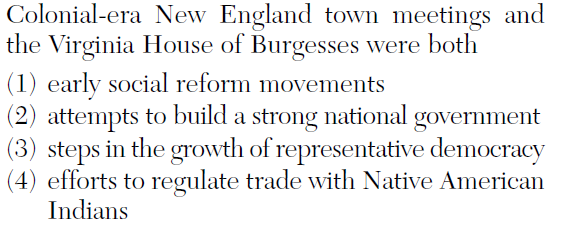 Colonial-era New England town meetings and
the Virginia House of Burgesses were both
(1) early social reform movements
(2) attempts to build a strong national government
(3) steps in the growth of representative democracy
(4) efforts to regulate trade with Native American
Indians